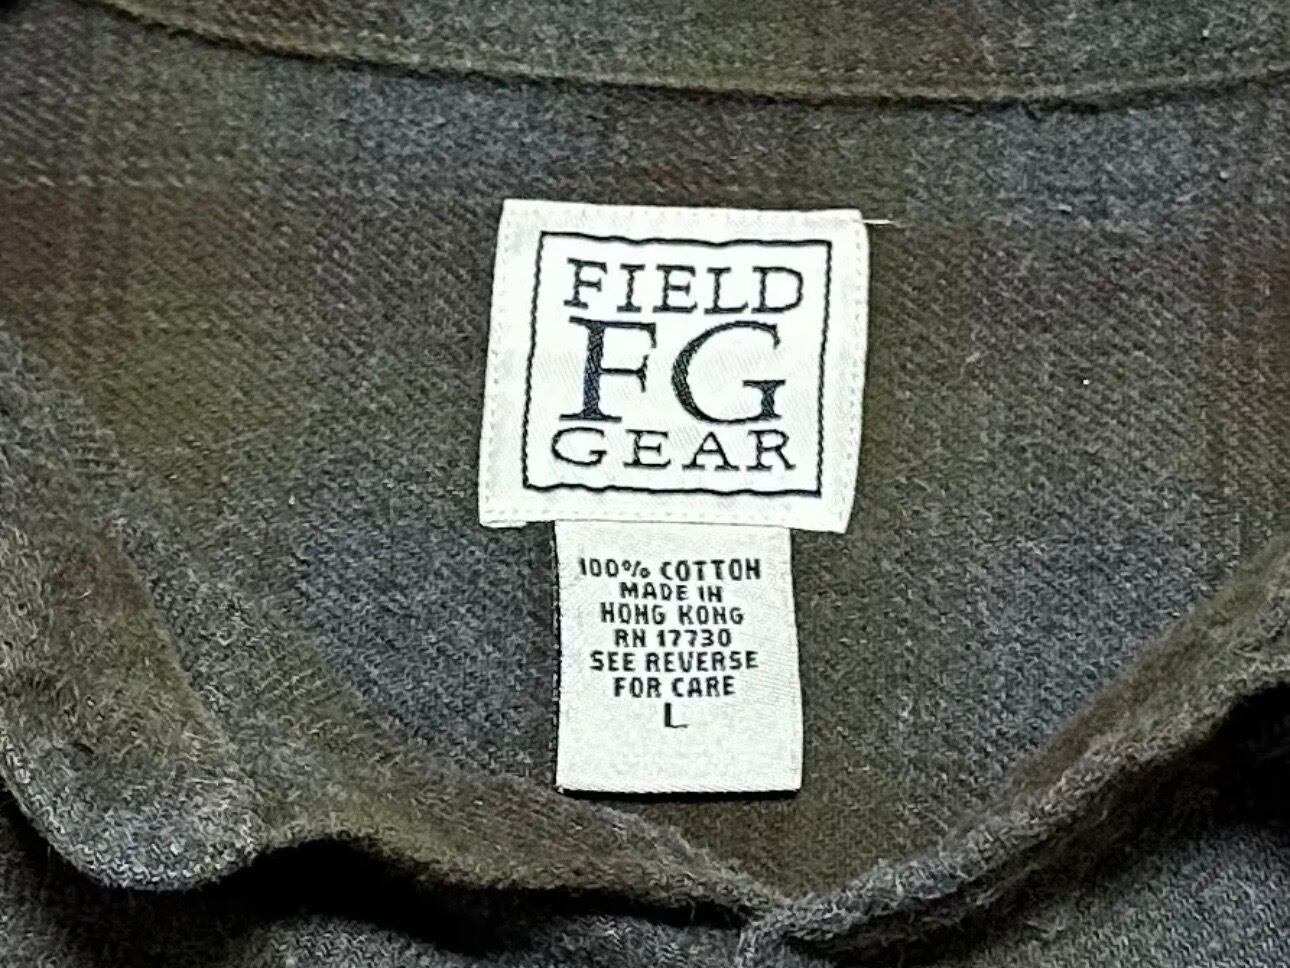 FIELD
FG
GEAR
100% COTTON
MADE IN
HONG KONG
RN 17730
SEE REVERSE
FOR CARE
L